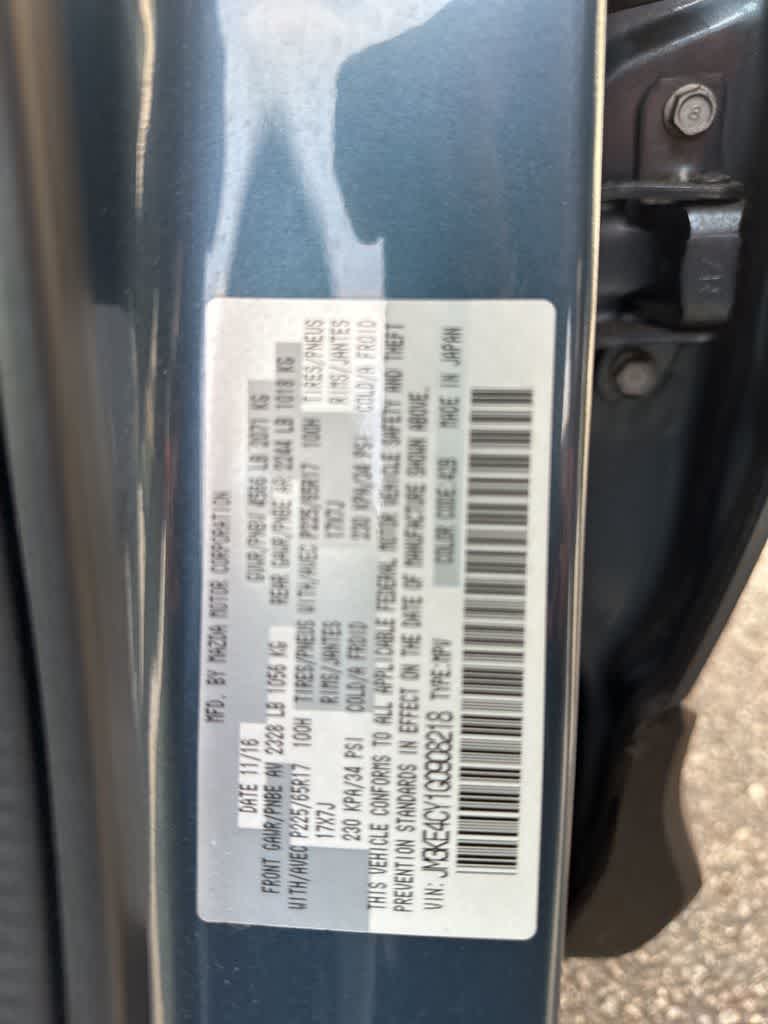 MFD. BY MAZDA MOTOR CORPORATION
DATE 11/16 GVWR/PNBV 4566 LB 2071 KG
FRONT GAWR/PNBE AV 2328 LB 1056 KG REAR GAWR/PNBE AR 2244 LB 1018 KG
WITH/AVEC P225/65R17 100H TIRES/PNEUS WITH/AVEC P225/65R17 100H TIRES/PNEUS
17X7J RIMS/JANTES 17X7J RIMS/JANTES
230 KPA/34 PSI COLD/A FROID 230 KPA/34 PSI COLD/A FROID
THIS VEHICLE CONFORMS TO ALL APPLICABLE FEDERAL MOTOR VEHICLE SAFETY AND THEFT
PREVENTION STANDARDS IN EFFECT ON THE DATE OF MANUFACTURE SHOWN ABOVE.
VIN: JM3KE4CY1G0908218 TYPE:MPV COLOR CODE 42B MADE IN JAPAN
8